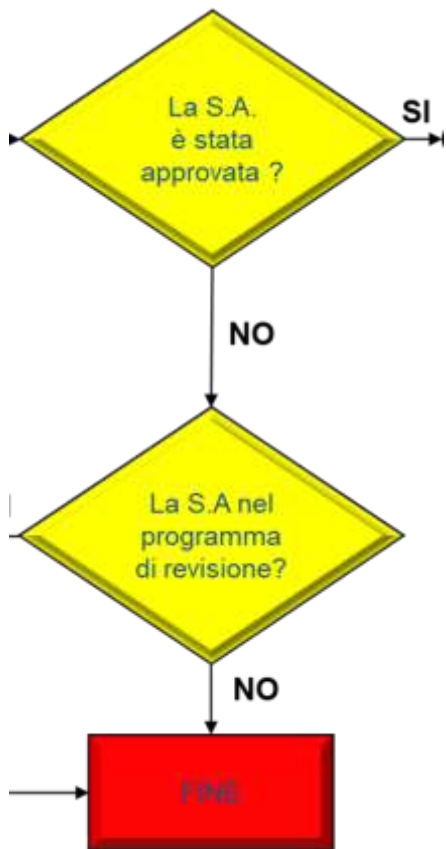 La S.A.
è stata
approvata ?
SI
NO
La S.A nel
programma
di revisione?
NO
FINE